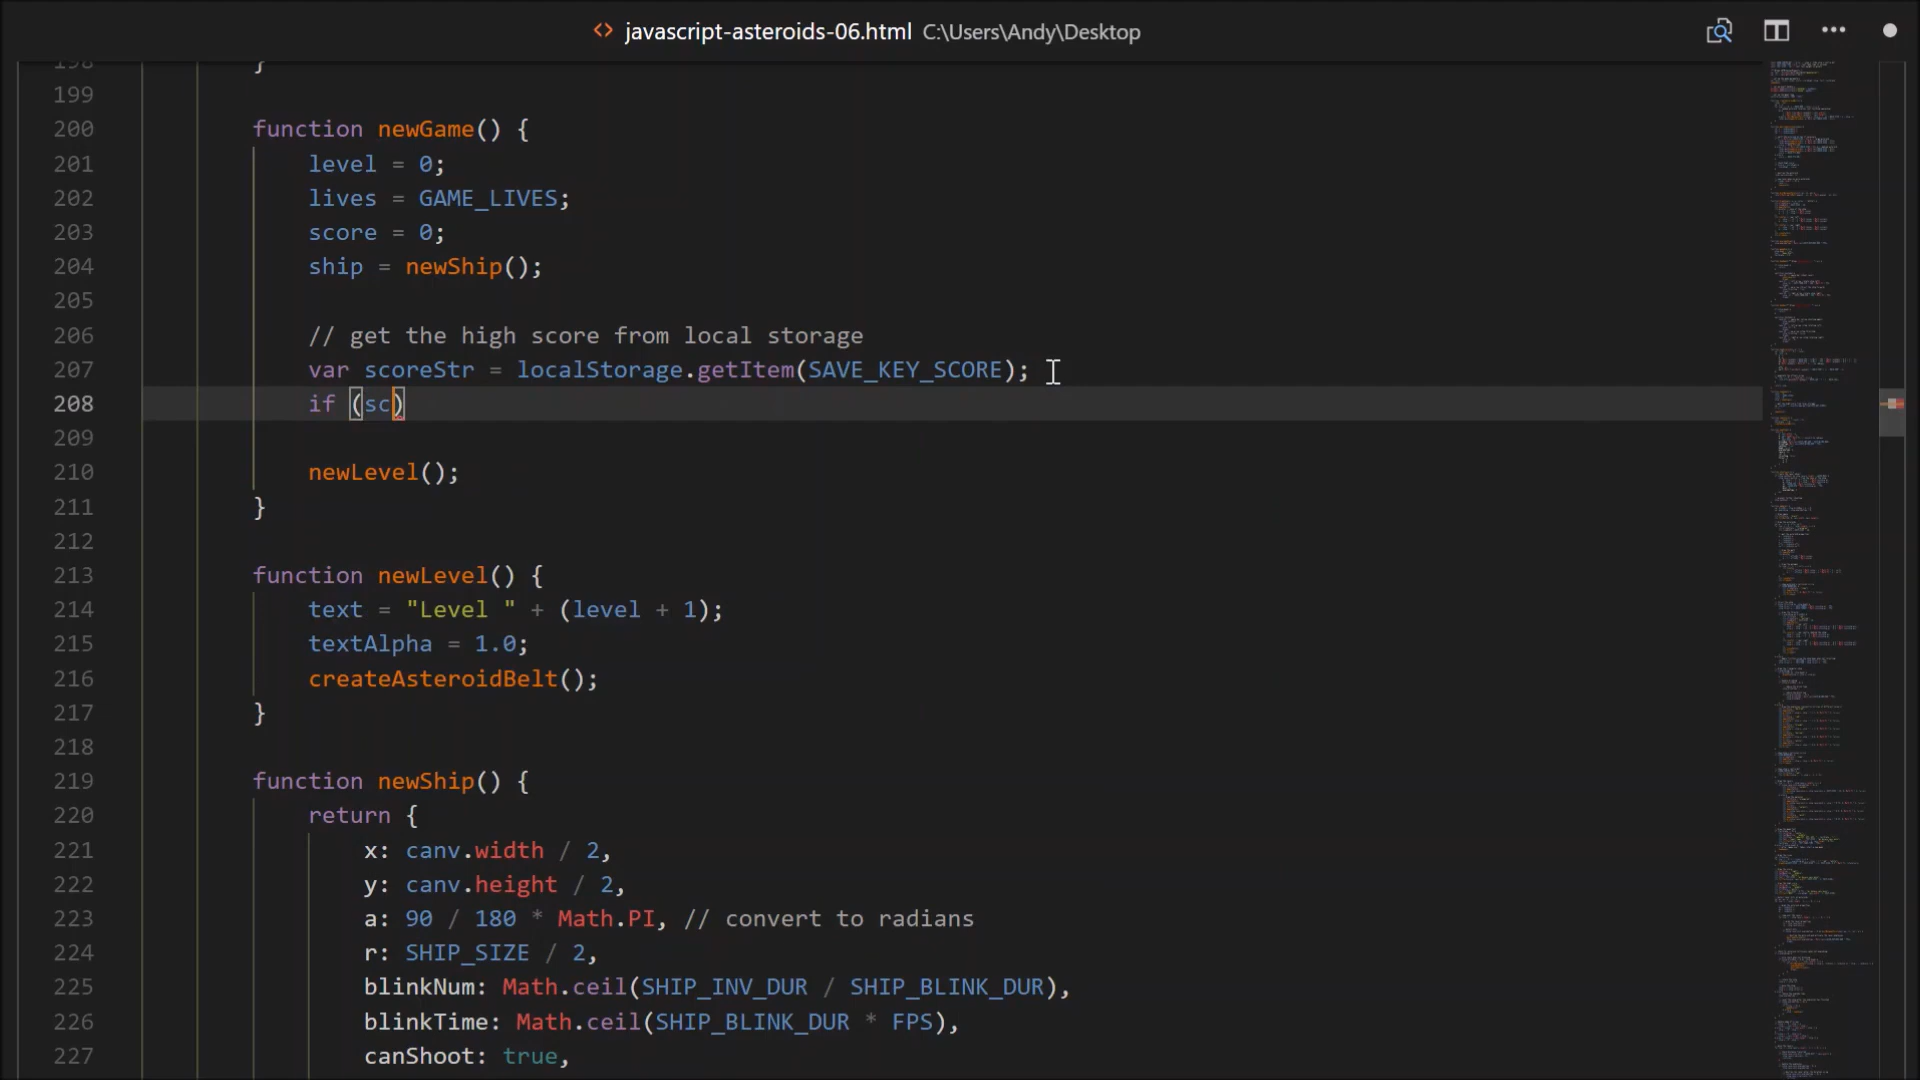 <> javascript-asteroids-06.html C:\Users\Andy\Desktop
198 }
199
200 function newGame() {
201 level = 0;
202 lives = GAME_LIVES;
203 score = 0;
204 ship = newShip();
205
206 // get the high score from local storage
207 var scoreStr = localStorage.getItem(SAVE_KEY_SCORE);
208 if (sc)
209
210 newLevel();
211 }
212
213 function newLevel() {
214 text = "Level " + (level + 1);
215 textAlpha = 1.0;
216 createAsteroidBelt();
217 }
218
219 function newShip() {
220 return {
221 x: canv.width / 2,
222 y: canv.height / 2,
223 a: 90 / 180 * Math.PI, // convert to radians
224 r: SHIP_SIZE / 2,
225 blinkNum: Math.ceil(SHIP_INV_DUR / SHIP_BLINK_DUR),
226 blinkTime: Math.ceil(SHIP_BLINK_DUR * FPS),
227 canShoot: true,